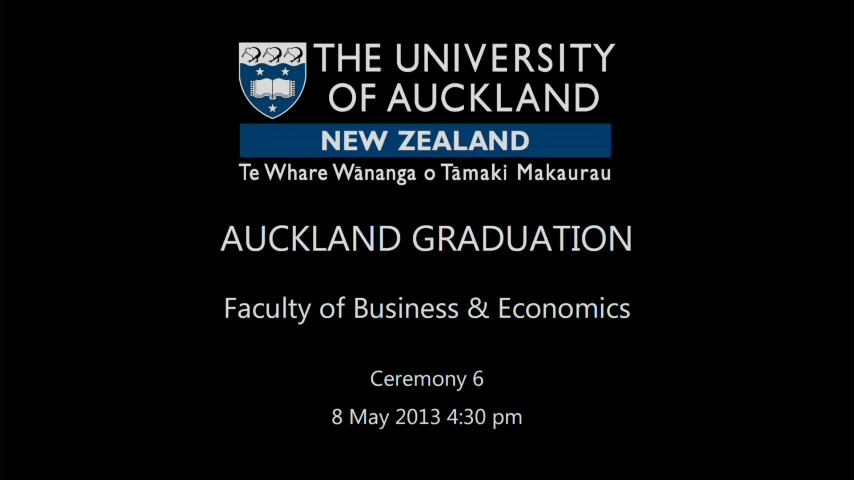 THE UNIVERSITY
OF AUCKLAND
NEW ZEALAND
Te Whare Wānanga o Tāmaki Makaurau
AUCKLAND GRADUATION
Faculty of Business & Economics
Ceremony 6
8 May 2013 4:30 pm